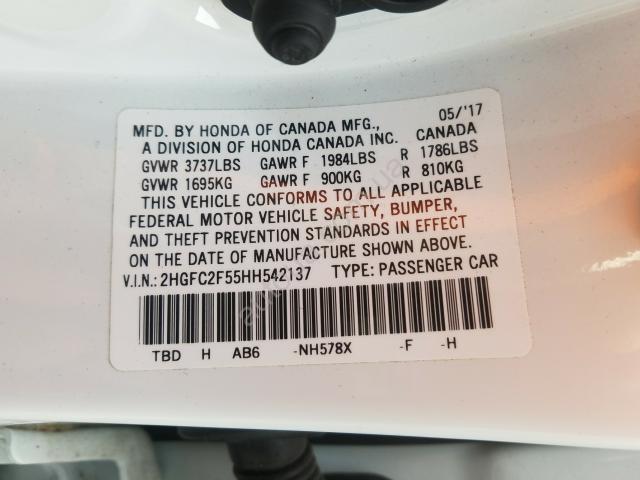 05/'17
MFD. BY HONDA OF CANADA MFG., CANADA
A DIVISION OF HONDA CANADA INC.
GVWR 3737LBS GAWR F 1984LBS R 1786LBS
GVWR 1695KG GAWR F 900KG R 810KG
THIS VEHICLE CONFORMS TO ALL APPLICABLE
FEDERAL MOTOR VEHICLE SAFETY, BUMPER,
AND THEFT PREVENTION STANDARDS IN EFFECT
ON THE DATE OF MANUFACTURE SHOWN ABOVE.
V.I.N.: 2HGFC2F55HH542137 TYPE: PASSENGER CAR
TBD H AB6 -NH578X -F -H